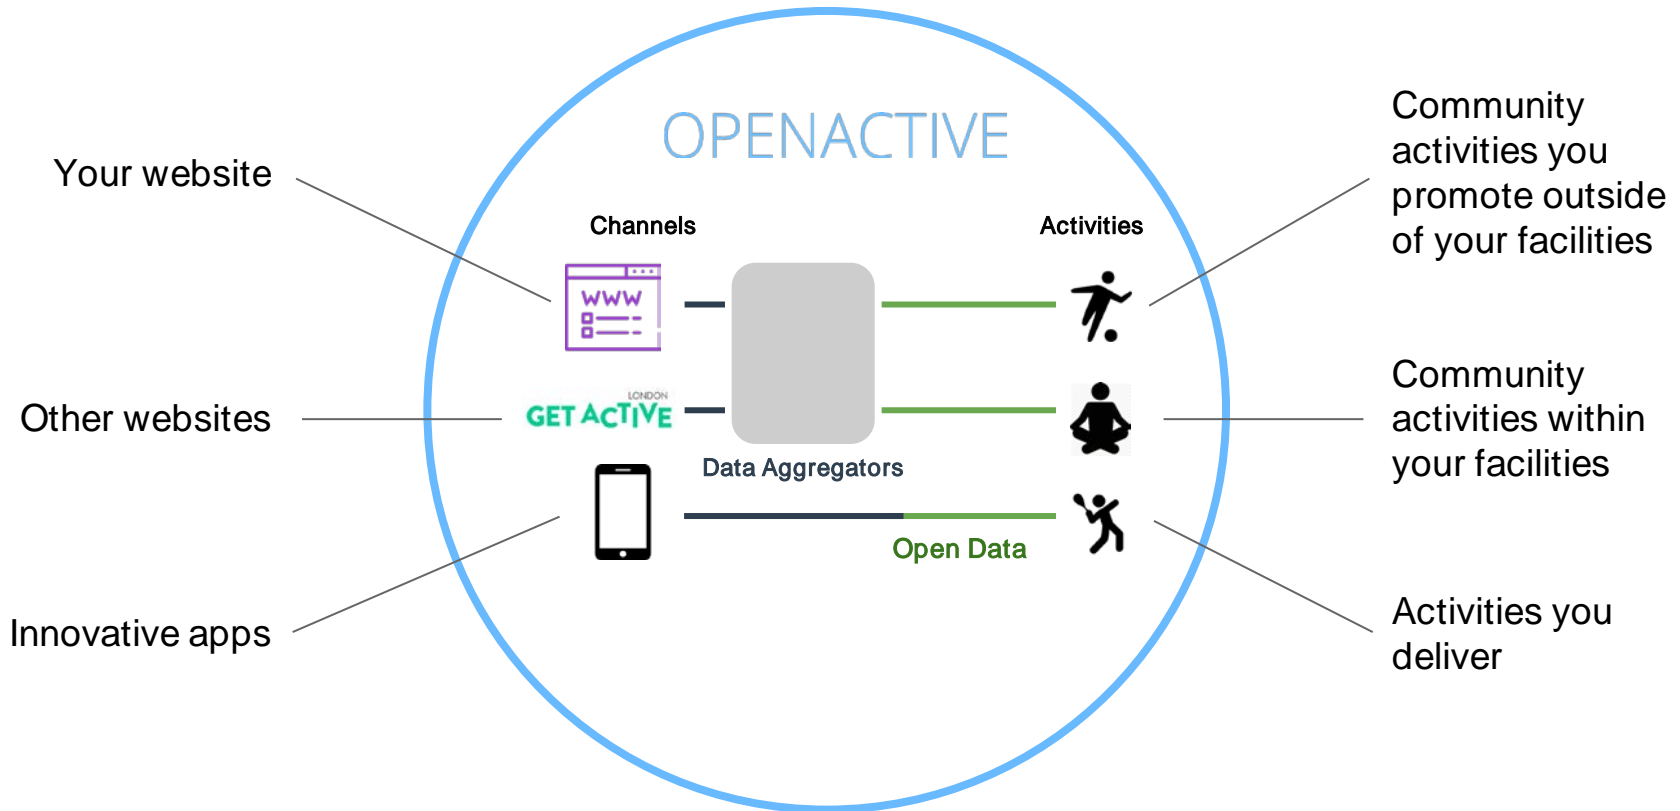 OPENACTIVE
Your website
Other websites
Innovative apps
Channels
WWW
LONDON
GET ACTIVE
Data Aggregators
Open Data
Activities
Community
activities you
promote outside
of your facilities
Community
activities within
your facilities
Activities you
deliver